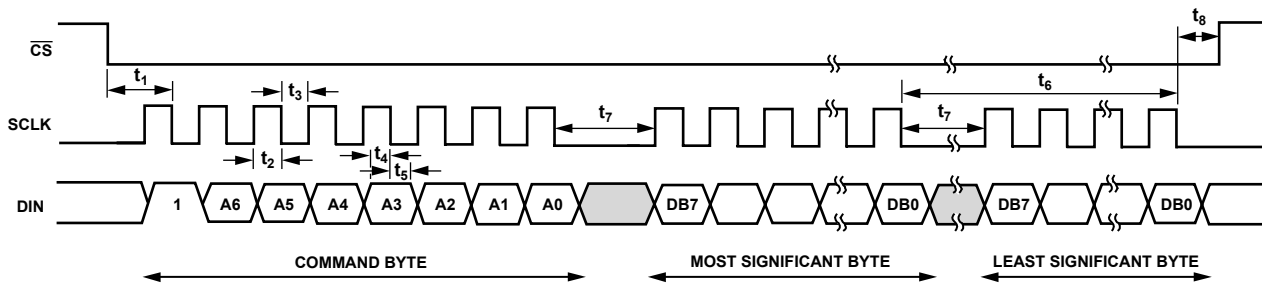 t8
CS
t1
t3
t6
SCLK
t7
t7
t2
t4
t5
DIN
1
A6
A5
A4
A3
A2
A1
A0
DB7
DB0
DB7
DB0
COMMAND BYTE
MOST SIGNIFICANT BYTE
LEAST SIGNIFICANT BYTE